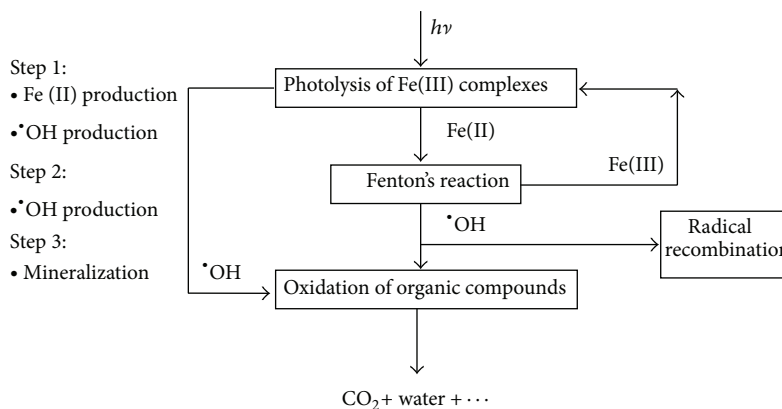 hν
Step 1:
• Fe (II) production
••OH production
Step 2:
••OH production
Step 3:
• Mineralization
Photolysis of Fe(III) complexes
Fe(II)
Fe(III)
Fenton's reaction
•OH
Radical
recombination
•OH
Oxidation of organic compounds
CO₂+ water + ⋯